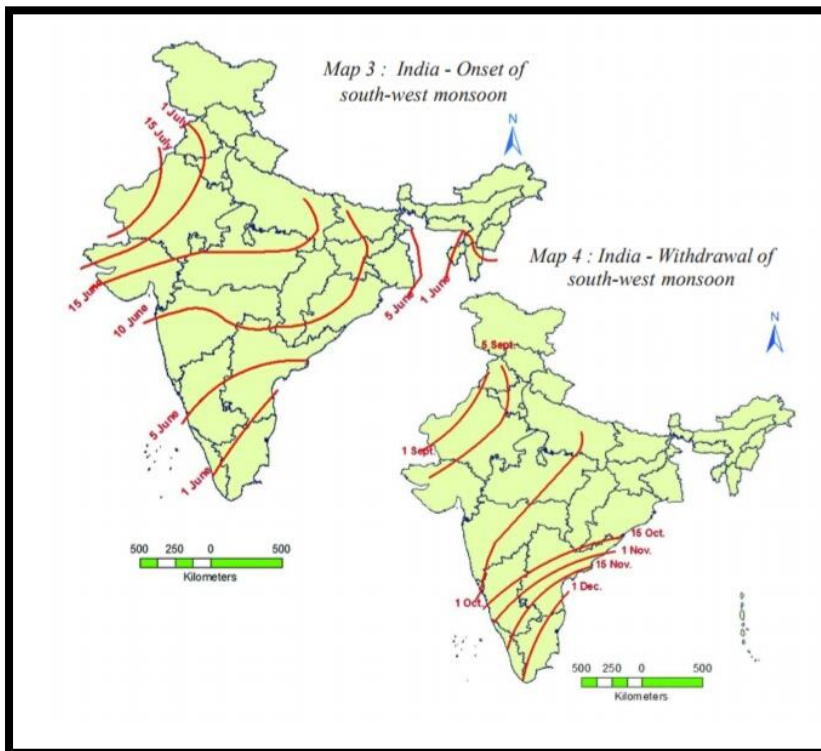 Map 3 : India - Onset of
south-west monsoon
1 July
15 July
N
15 June
10 June
5 June
1 June
5 June
1 June
500 250 0 500
Kilometers
Map 4 : India - Withdrawal of
south-west monsoon
N
5 Sept.
1 Sept.
15 Oct.
1 Nov.
15 Nov.
1 Dec.
1 Oct.
500 250 0 500
Kilometers